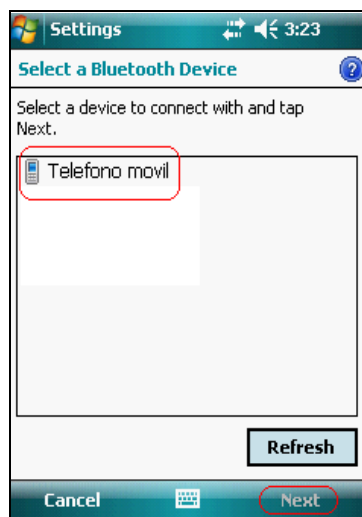 Settings 3:23
Select a Bluetooth Device ?
Select a device to connect with and tap
Next.
Telefono movil
Refresh
Cancel Next